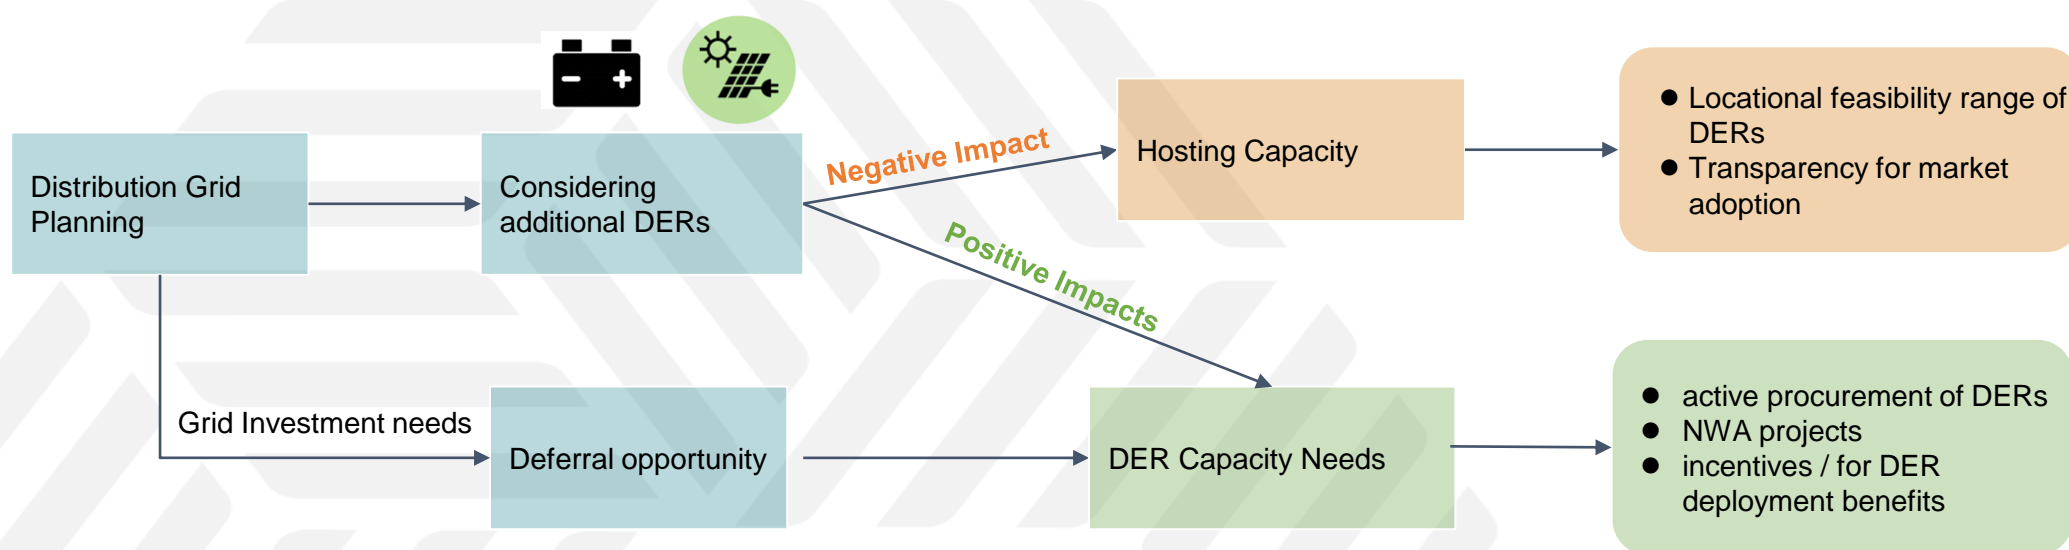 Distribution Grid
Planning
Considering
additional DERs
Negative Impact
Hosting Capacity
● Locational feasibility range of
DERs
● Transparency for market
adoption
Positive Impacts
Grid Investment needs
Deferral opportunity
DER Capacity Needs
● active procurement of DERs
● NWA projects
● incentives / for DER
deployment benefits